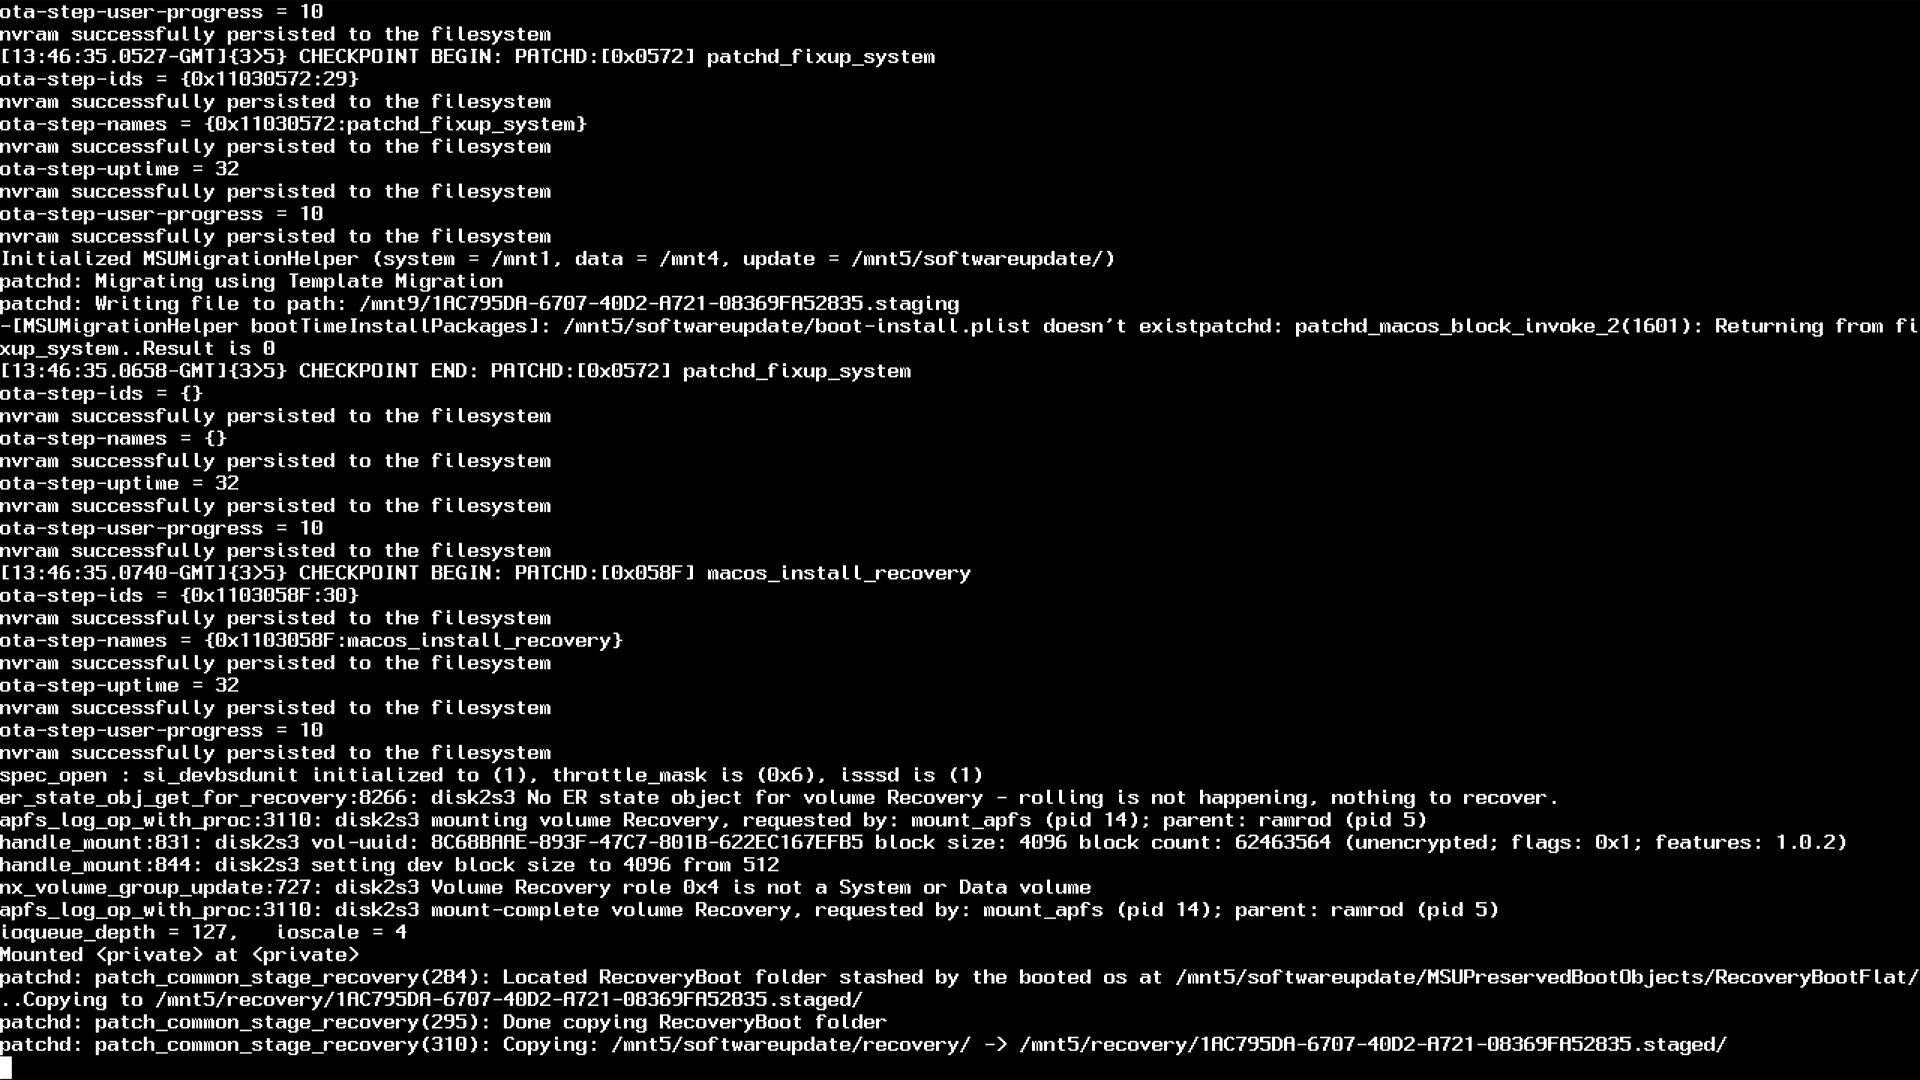 ota-step-user-progress = 10
nvram successfully persisted to the filesystem
[13:46:35.0527-GMT]{3>5} CHECKPOINT BEGIN: PATCHD:[0x0572] patchd_fixup_system
ota-step-ids = {0x11030572:29}
nvram successfully persisted to the filesystem
ota-step-names = {0x11030572:patchd_fixup_system}
nvram successfully persisted to the filesystem
ota-step-uptime = 32
nvram successfully persisted to the filesystem
ota-step-user-progress = 10
nvram successfully persisted to the filesystem
Initialized MSUMigrationHelper (system = /mnt1, data = /mnt4, update = /mnt5/softwareupdate/)
patchd: Migrating using Template Migration
patchd: Writing file to path: /mnt9/1AC795DA-6707-40D2-A721-08369FA52835.staging
-[MSUMigrationHelper bootTimeInstallPackages]: /mnt5/softwareupdate/boot-install.plist doesn't existpatchd: patchd_macos_block_invoke_2(1601): Returning from fi
xup_system..Result is 0
[13:46:35.0658-GMT]{3>5} CHECKPOINT END: PATCHD:[0x0572] patchd_fixup_system
ota-step-ids = {}
nvram successfully persisted to the filesystem
ota-step-names = {}
nvram successfully persisted to the filesystem
ota-step-uptime = 32
nvram successfully persisted to the filesystem
ota-step-user-progress = 10
nvram successfully persisted to the filesystem
[13:46:35.0740-GMT]{3>5} CHECKPOINT BEGIN: PATCHD:[0x058F] macos_install_recovery
ota-step-ids = {0x1103058F:30}
nvram successfully persisted to the filesystem
ota-step-names = {0x1103058F:macos_install_recovery}
nvram successfully persisted to the filesystem
ota-step-uptime = 32
nvram successfully persisted to the filesystem
ota-step-user-progress = 10
nvram successfully persisted to the filesystem
spec_open : si_devbsdunit initialized to (1), throttle_mask is (0x6), isssd is (1)
er_state_obj_get_for_recovery:8266: disk2s3 No ER state object for volume Recovery - rolling is not happening, nothing to recover.
apfs_log_op_with_proc:3110: disk2s3 mounting volume Recovery, requested by: mount_apfs (pid 14); parent: ramrod (pid 5)
handle_mount:831: disk2s3 vol-uuid: 8C68BAAE-893F-47C7-801B-622EC167EFB5 block size: 4096 block count: 62463564 (unencrypted; flags: 0x1; features: 1.0.2)
handle_mount:844: disk2s3 setting dev block size to 4096 from 512
nx_volume_group_update:727: disk2s3 Volume Recovery role 0x4 is not a System or Data volume
apfs_log_op_with_proc:3110: disk2s3 mount-complete volume Recovery, requested by: mount_apfs (pid 14); parent: ramrod (pid 5)
ioqueue_depth = 127,   ioscale = 4
Mounted <private> at <private>
patchd: patch_common_stage_recovery(284): Located RecoveryBoot folder stashed by the booted os at /mnt5/softwareupdate/MSUPreservedBootObjects/RecoveryBootFlat/
..Copying to /mnt5/recovery/1AC795DA-6707-40D2-A721-08369FA52835.staged/
patchd: patch_common_stage_recovery(295): Done copying RecoveryBoot folder
patchd: patch_common_stage_recovery(310): Copying: /mnt5/softwareupdate/recovery/ -> /mnt5/recovery/1AC795DA-6707-40D2-A721-08369FA52835.staged/